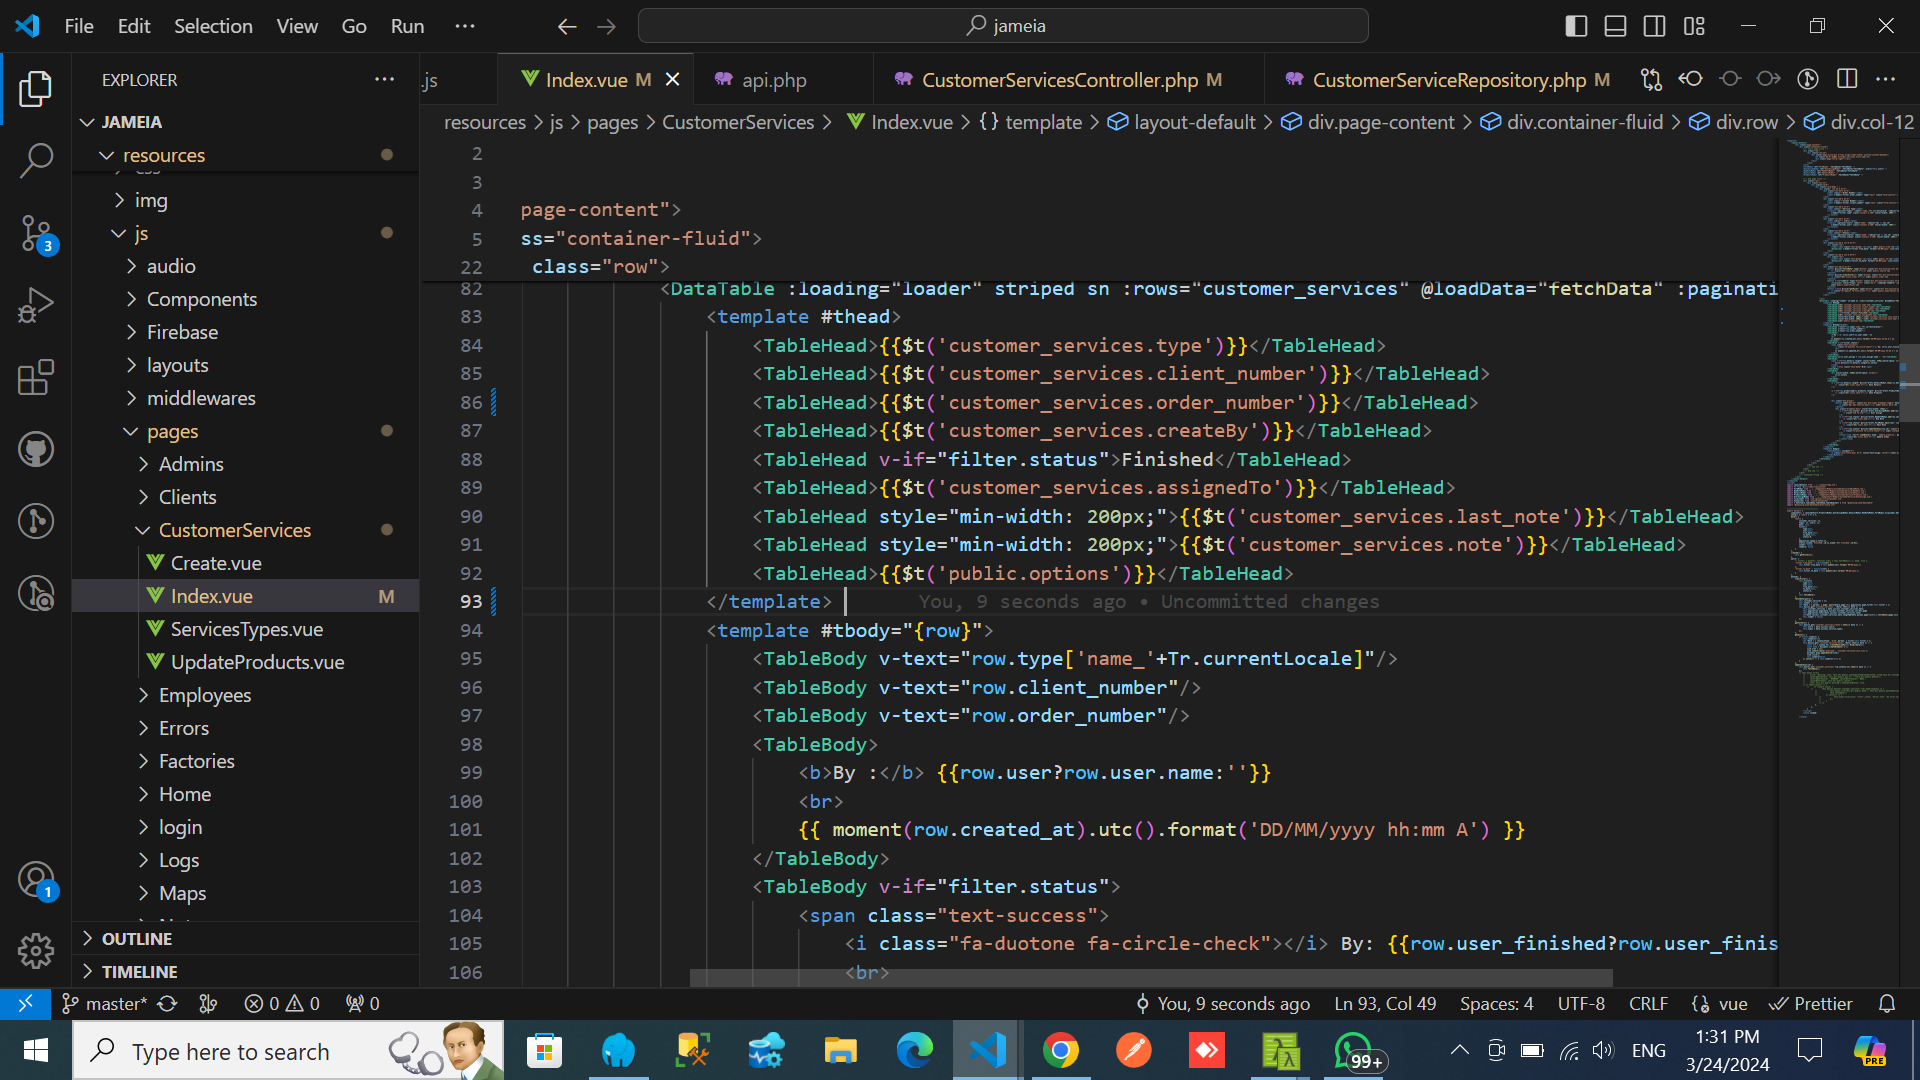 File Edit Selection View Go Run ···
jameia
EXPLORER
JAMEIA
resources
img
js
audio
Components
Firebase
layouts
middlewares
pages
Admins
Clients
CustomerServices
Create.vue
Index.vue M
ServicesTypes.vue
UpdateProducts.vue
Employees
Errors
Factories
Home
login
Logs
Maps
OUTLINE
TIMELINE
3
1
.js
Index.vue M
api.php
CustomerServicesController.php M
CustomerServiceRepository.php M
resources > js > pages > CustomerServices > Index.vue > {} template > layout-default > div.page-content > div.container-fluid > div.row > div.col-12
2
3
4 page-content">
5 ss="container-fluid">
22 class="row">
82 <DataTable :loading="loader" striped sn :rows="customer_services" @loadData="fetchData" :paginati
83 <template #thead>
84 <TableHead>{{$t('customer_services.type')}}</TableHead>
85 <TableHead>{{$t('customer_services.client_number')}}</TableHead>
86 <TableHead>{{$t('customer_services.order_number')}}</TableHead>
87 <TableHead>{{$t('customer_services.createBy')}}</TableHead>
88 <TableHead v-if="filter.status">Finished</TableHead>
89 <TableHead>{{$t('customer_services.assignedTo')}}</TableHead>
90 <TableHead style="min-width: 200px;">{{$t('customer_services.last_note')}}</TableHead>
91 <TableHead style="min-width: 200px;">{{$t('customer_services.note')}}</TableHead>
92 <TableHead>{{$t('public.options')}}</TableHead>
93 </template> You, 9 seconds ago • Uncommitted changes
94 <template #tbody="{row}">
95 <TableBody v-text="row.type['name_'+Tr.currentLocale]"/>
96 <TableBody v-text="row.client_number"/>
97 <TableBody v-text="row.order_number"/>
98 <TableBody>
99 <b>By :</b> {{row.user?row.user.name:''}}
100 <br>
101 {{ moment(row.created_at).utc().format('DD/MM/yyyy hh:mm A') }}
102 </TableBody>
103 <TableBody v-if="filter.status">
104 <span class="text-success">
105 <i class="fa-duotone fa-circle-check"></i> By: {{row.user_finished?row.user_finis
106 <br>
master* 0 0 0
You, 9 seconds ago Ln 93, Col 49 Spaces: 4 UTF-8 CRLF vue Prettier
Type here to search
99+
ENG
1:31 PM
3/24/2024
PRE